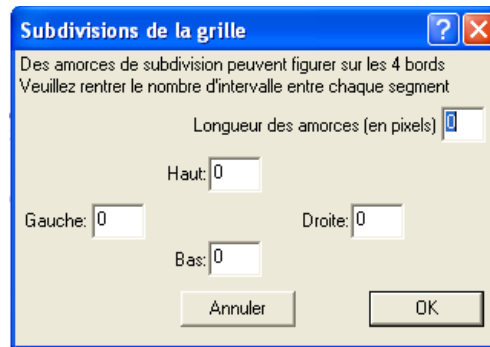 Subdivisions de la grille
Des amorces de subdivision peuvent figurer sur les 4 bords
Veuillez rentrer le nombre d'intervalle entre chaque segment
Longueur des amorces (en pixels) 0
Haut: 0
Gauche: 0 Droite: 0
Bas: 0
Annuler OK